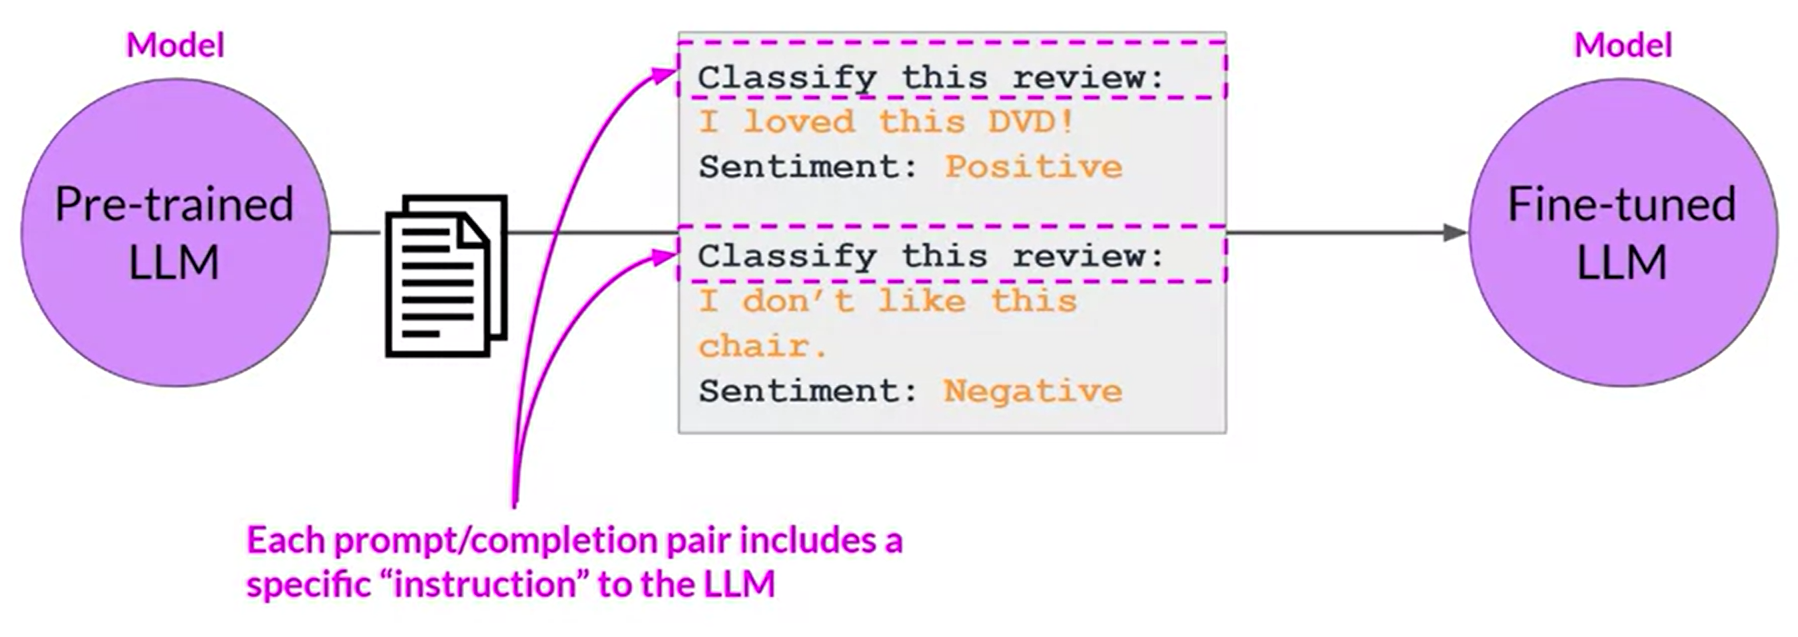 Model
Pre-trained
LLM
Classify this review:
I loved this DVD!
Sentiment: Positive
Classify this review:
I don’t like this
chair.
Sentiment: Negative
Model
Fine-tuned
LLM
Each prompt/completion pair includes a
specific “instruction” to the LLM